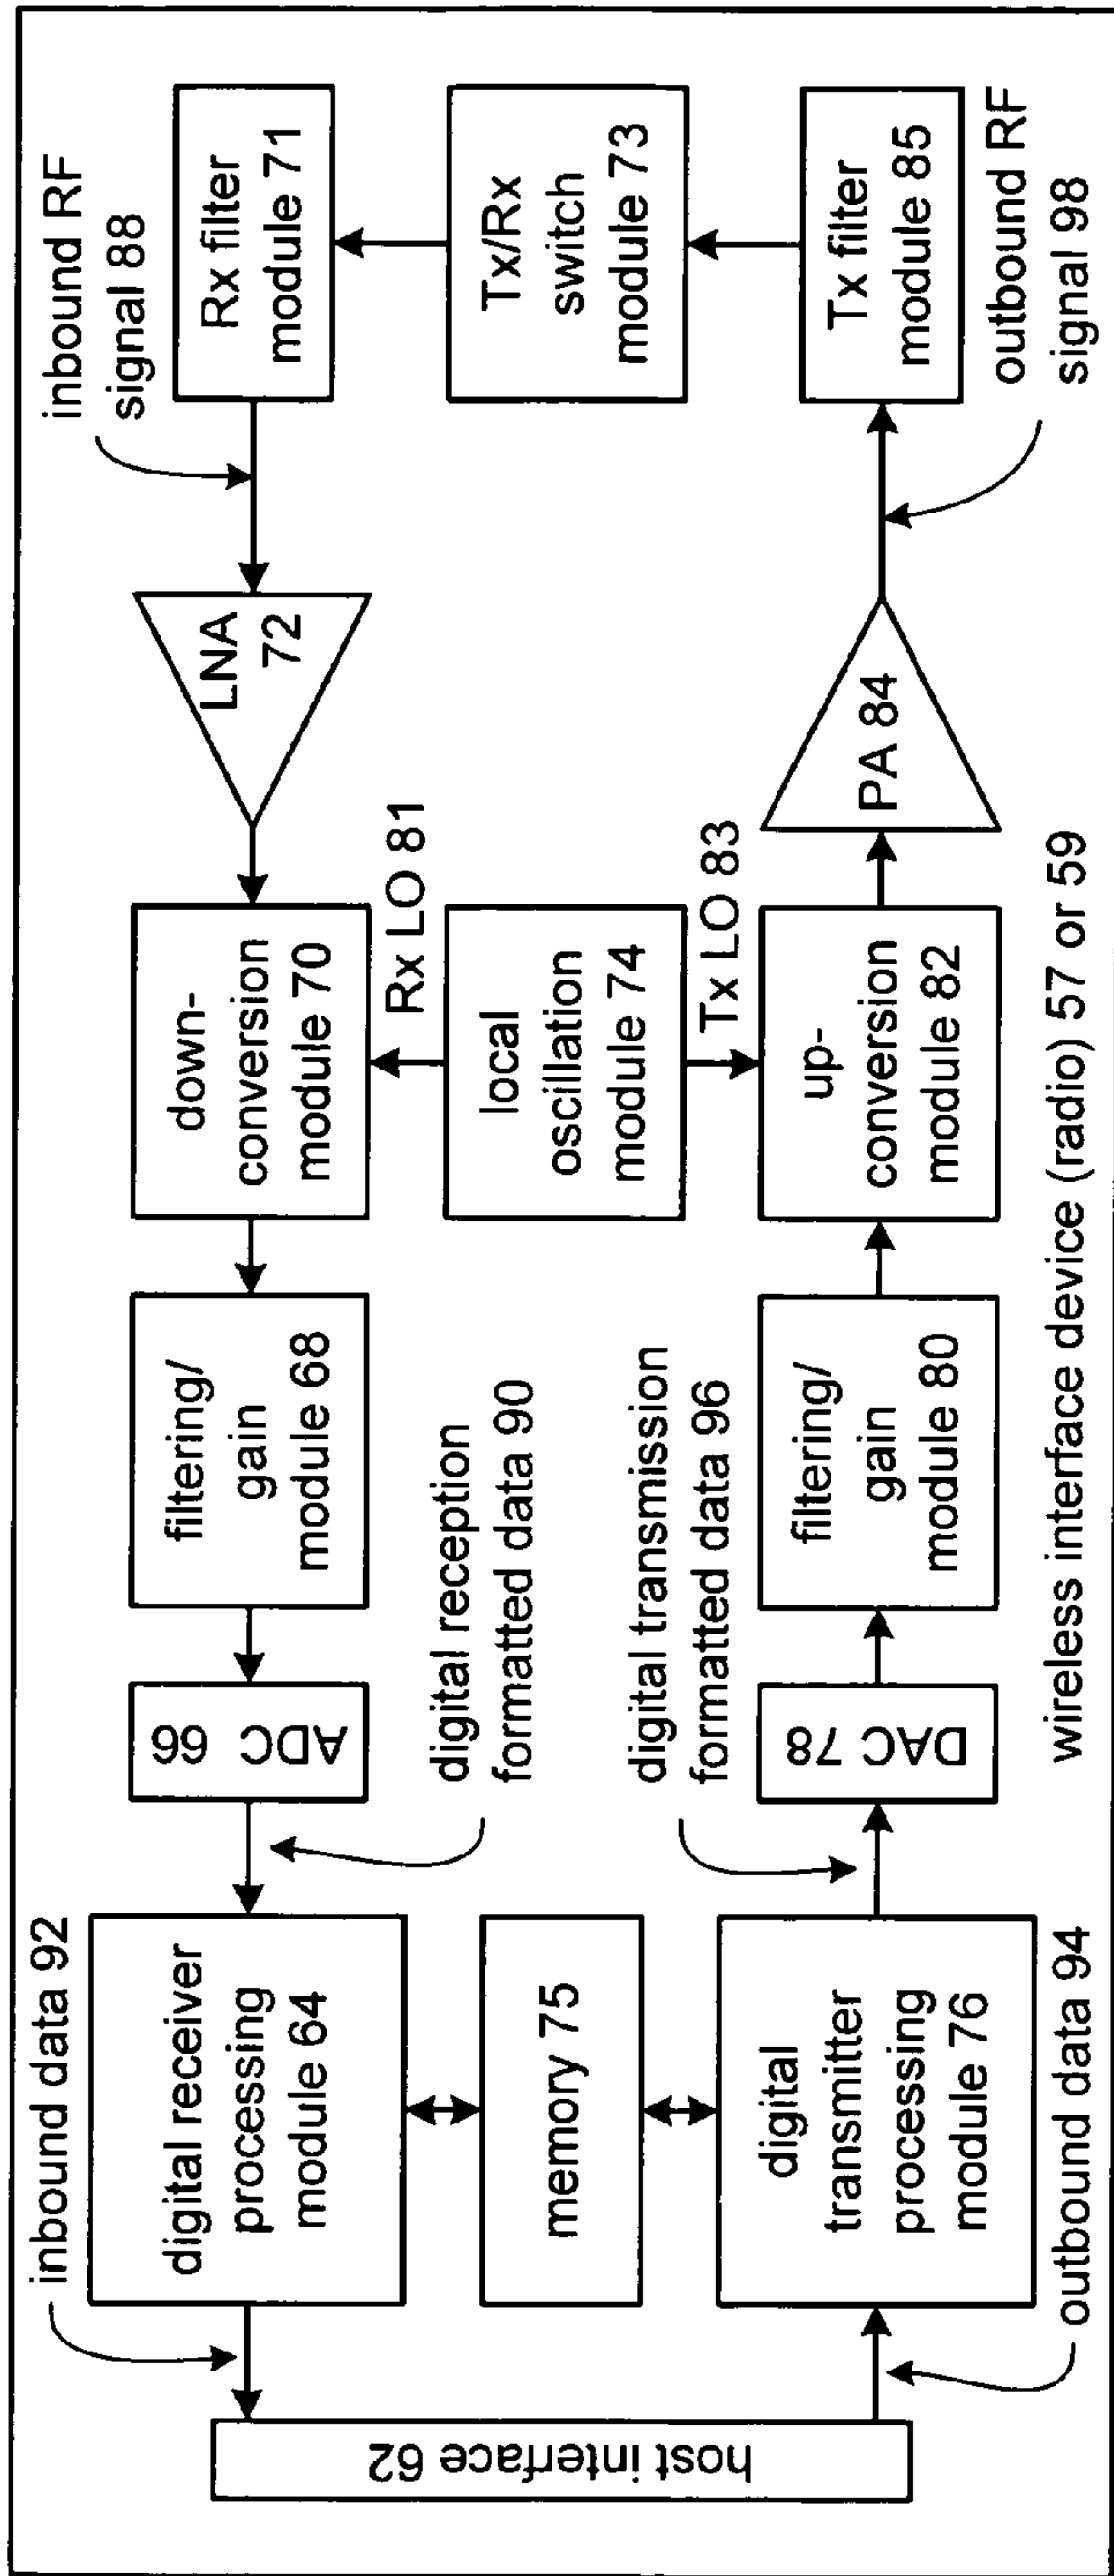 inbound RF
signal 88
Rx filter
module 71
Tx/Rx
switch
module 73
Tx filter
module 85
outbound RF
signal 98
LNA
72
PA 84
down-
conversion
module 70
Rx LO 81
local
oscillation
module 74
Tx LO 83
up-
conversion
module 82
filtering/
gain
module 68
filtering/
gain
module 80
ADC 66
digital reception
formatted data 90
digital transmission
formatted data 96
DAC 78
inbound data 92
digital receiver
processing
module 64
memory 75
digital
transmitter
processing
module 76
outbound data 94
host interface 62
wireless interface device (radio) 57 or 59